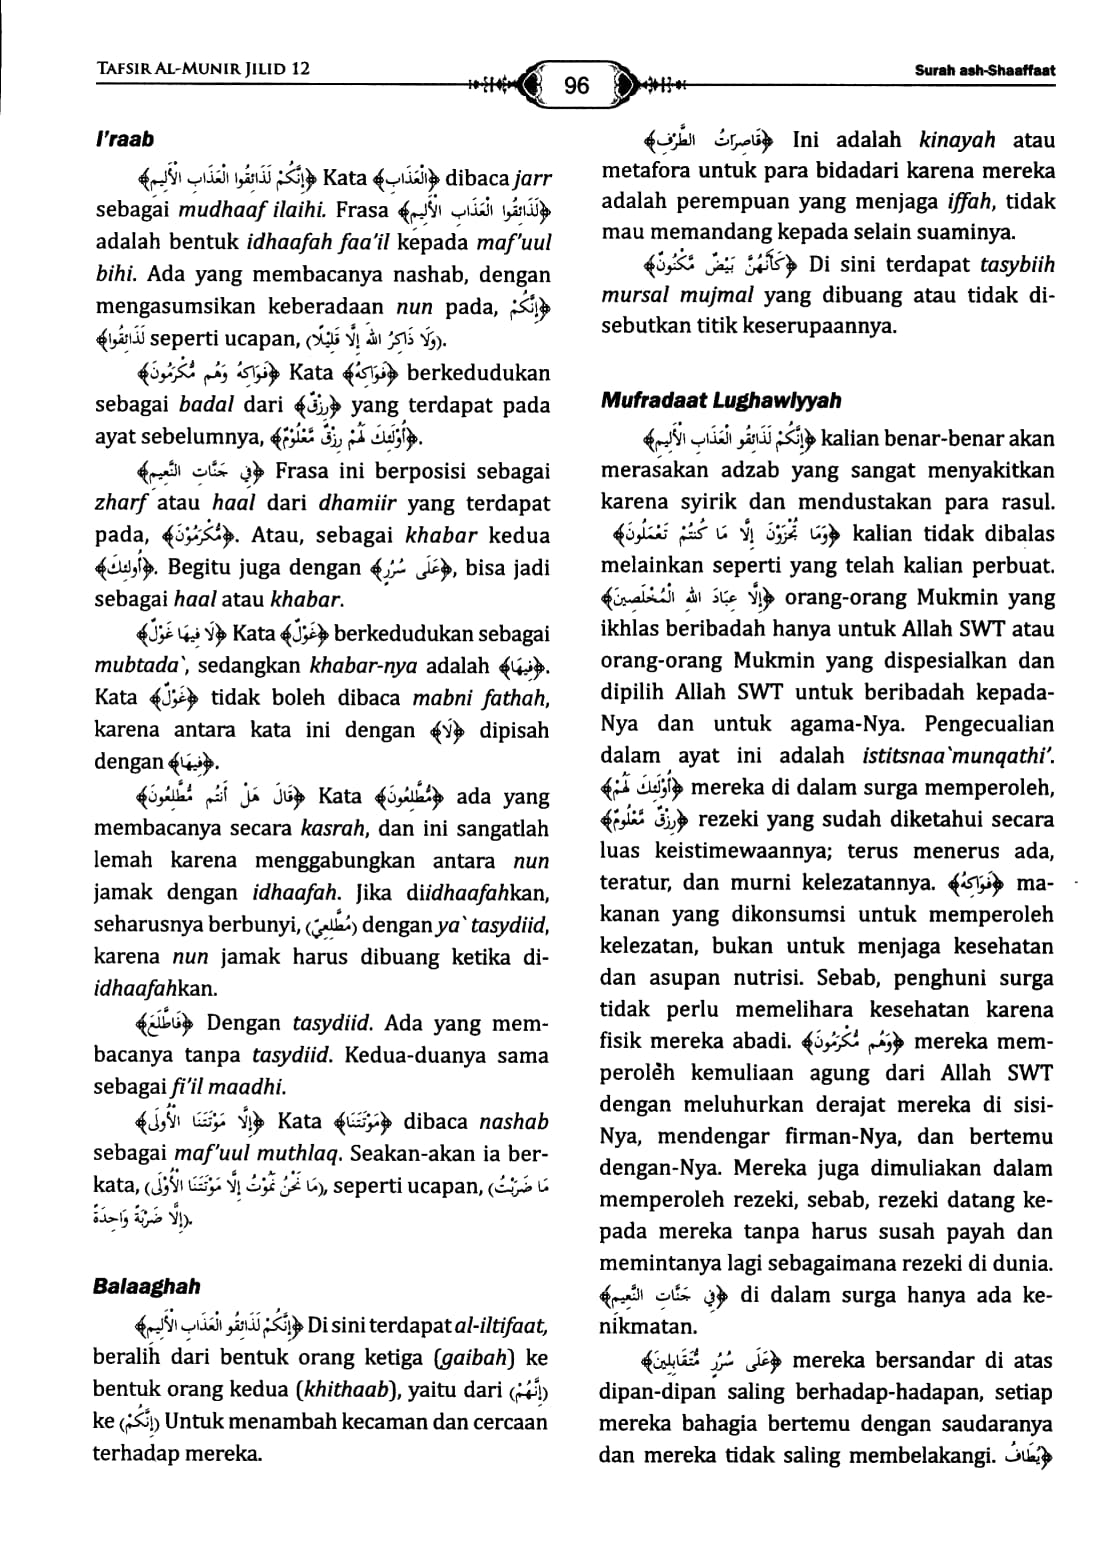 TAFSIR AL-MUNIR JILID 12
96
Surah ash-Shaaffaat
I'raab
﴿إِنَّكُمْ لَذَائِقُوا الْعَذَابِ الْأَلِيمِ﴾ Kata ﴿الْعَذَابِ﴾ dibaca jarr
sebagai mudhaaf ilaihi. Frasa ﴿لَذَائِقُوا الْعَذَابِ الْأَلِيمِ﴾
adalah bentuk idhaafah faa'il kepada maf'uul
bihi. Ada yang membacanya nashab, dengan
mengasumsikan keberadaan nun pada, ﴿إِنَّكُمْ
لَذَائِقُوا﴾ seperti ucapan, (وَلَا ذَاكِرُ الله إِلَّا قَلِيْلًا).
﴿فَوَاكِهُ وَهُم مُّكْرَمُونَ﴾ Kata ﴿فَوَاكِهُ﴾ berkedudukan
sebagai badal dari ﴿رِزْقٌ﴾ yang terdapat pada
ayat sebelumnya, ﴿أُوْلَئِكَ لَهُمْ رِزْقٌ مَّعْلُوْمٌ﴾.
﴿فِي جَنَّاتِ النَّعِيمِ﴾ Frasa ini berposisi sebagai
zharf atau haal dari dhamiir yang terdapat
pada, ﴿مُّكْرَمُوْنَ﴾. Atau, sebagai khabar kedua
﴿أُولَئِكَ﴾. Begitu juga dengan ﴿عَلَى سُرُرٍ﴾, bisa jadi
sebagai haal atau khabar.
﴿لَا فِيهَا غَوْلٌ﴾ Kata ﴿غَوْلٌ﴾ berkedudukan sebagai
mubtada`, sedangkan khabar-nya adalah ﴿فِيهَا﴾.
Kata ﴿غَوْلٌ﴾ tidak boleh dibaca mabni fathah,
karena antara kata ini dengan ﴿لَا﴾ dipisah
dengan ﴿فِيهَا﴾.
﴿قَالَ هَلْ أَنتُم مُّطَّلِعُونَ﴾ Kata ﴿مُّطَّلِعُونَ﴾ ada yang
membacanya secara kasrah, dan ini sangatlah
lemah karena menggabungkan antara nun
jamak dengan idhaafah. Jika diidhaafahkan,
seharusnya berbunyi, (مُطَّلِعِيَّ) dengan ya` tasydiid,
karena nun jamak harus dibuang ketika di-
idhaafahkan.
﴿فَاطَّلَعَ﴾ Dengan tasydiid. Ada yang mem-
bacanya tanpa tasydiid. Kedua-duanya sama
sebagai fi'il maadhi.
﴿إِلَّا مَوْتَتَنَا الْأُولَى﴾ Kata ﴿مَوْتَتَنَا﴾ dibaca nashab
sebagai maf'uul muthlaq. Seakan-akan ia ber-
kata, (مَا نَحْنُ نَمُوْتُ إِلَّا مَوْتَتَنَا الْأُوْلَى), seperti ucapan, (مَا ضَرَبْتُ
إِلَّا ضَرْبَةً وَاحِدَةً).
Balaaghah
﴿إِنَّكُمْ لَذَائِقُو الْعَذَابِ الْأَلِيمِ﴾ Di sini terdapat al-iltifaat,
beralih dari bentuk orang ketiga (gaibah) ke
bentuk orang kedua (khithaab), yaitu dari (إِنَّهُمْ)
ke (إِنَّكُمْ) Untuk menambah kecaman dan cercaan
terhadap mereka.
﴿قَاصِرَاتُ الطَّرْفِ﴾ Ini adalah kinayah atau
metafora untuk para bidadari karena mereka
adalah perempuan yang menjaga iffah, tidak
mau memandang kepada selain suaminya.
﴿كَأَنَّهُنَّ بَيْضٌ مَّكْنُونٌ﴾ Di sini terdapat tasybiih
mursal mujmal yang dibuang atau tidak di-
sebutkan titik keserupaannya.
Mufradaat Lughawiyyah
﴿إِنَّكُمْ لَذَائِقُو الْعَذَابِ الْأَلِيمِ﴾ kalian benar-benar akan
merasakan adzab yang sangat menyakitkan
karena syirik dan mendustakan para rasul.
﴿وَمَا تُجْزَوْنَ إِلَّا مَا كُنتُمْ تَعْمَلُونَ﴾ kalian tidak dibalas
melainkan seperti yang telah kalian perbuat.
﴿إِلَّا عِبَادَ الله الْمُخْلَصِينَ﴾ orang-orang Mukmin yang
ikhlas beribadah hanya untuk Allah SWT atau
orang-orang Mukmin yang dispesialkan dan
dipilih Allah SWT untuk beribadah kepada-
Nya dan untuk agama-Nya. Pengecualian
dalam ayat ini adalah istitsnaa`munqathi'.
﴿أُوْلَئِكَ لَهُمْ﴾ mereka di dalam surga memperoleh,
﴿رِزْقٌ مَّعْلُومٌ﴾ rezeki yang sudah diketahui secara
luas keistimewaannya; terus menerus ada,
teratur, dan murni kelezatannya. ﴿فَوَاكِهُ﴾ ma-
kanan yang dikonsumsi untuk memperoleh
kelezatan, bukan untuk menjaga kesehatan
dan asupan nutrisi. Sebab, penghuni surga
tidak perlu memelihara kesehatan karena
fisik mereka abadi. ﴿وَهُم مُّكْرَمُونَ﴾ mereka mem-
peroleh kemuliaan agung dari Allah SWT
dengan meluhurkan derajat mereka di sisi-
Nya, mendengar firman-Nya, dan bertemu
dengan-Nya. Mereka juga dimuliakan dalam
memperoleh rezeki, sebab, rezeki datang ke-
pada mereka tanpa harus susah payah dan
memintanya lagi sebagaimana rezeki di dunia.
﴿فِي جَنَّاتِ النَّعِيمِ﴾ di dalam surga hanya ada ke-
nikmatan.
﴿عَلَى سُرُرٍ مُّتَقَابِلِينَ﴾ mereka bersandar di atas
dipan-dipan saling berhadap-hadapan, setiap
mereka bahagia bertemu dengan saudaranya
dan mereka tidak saling membelakangi. ﴿يُطَافُ